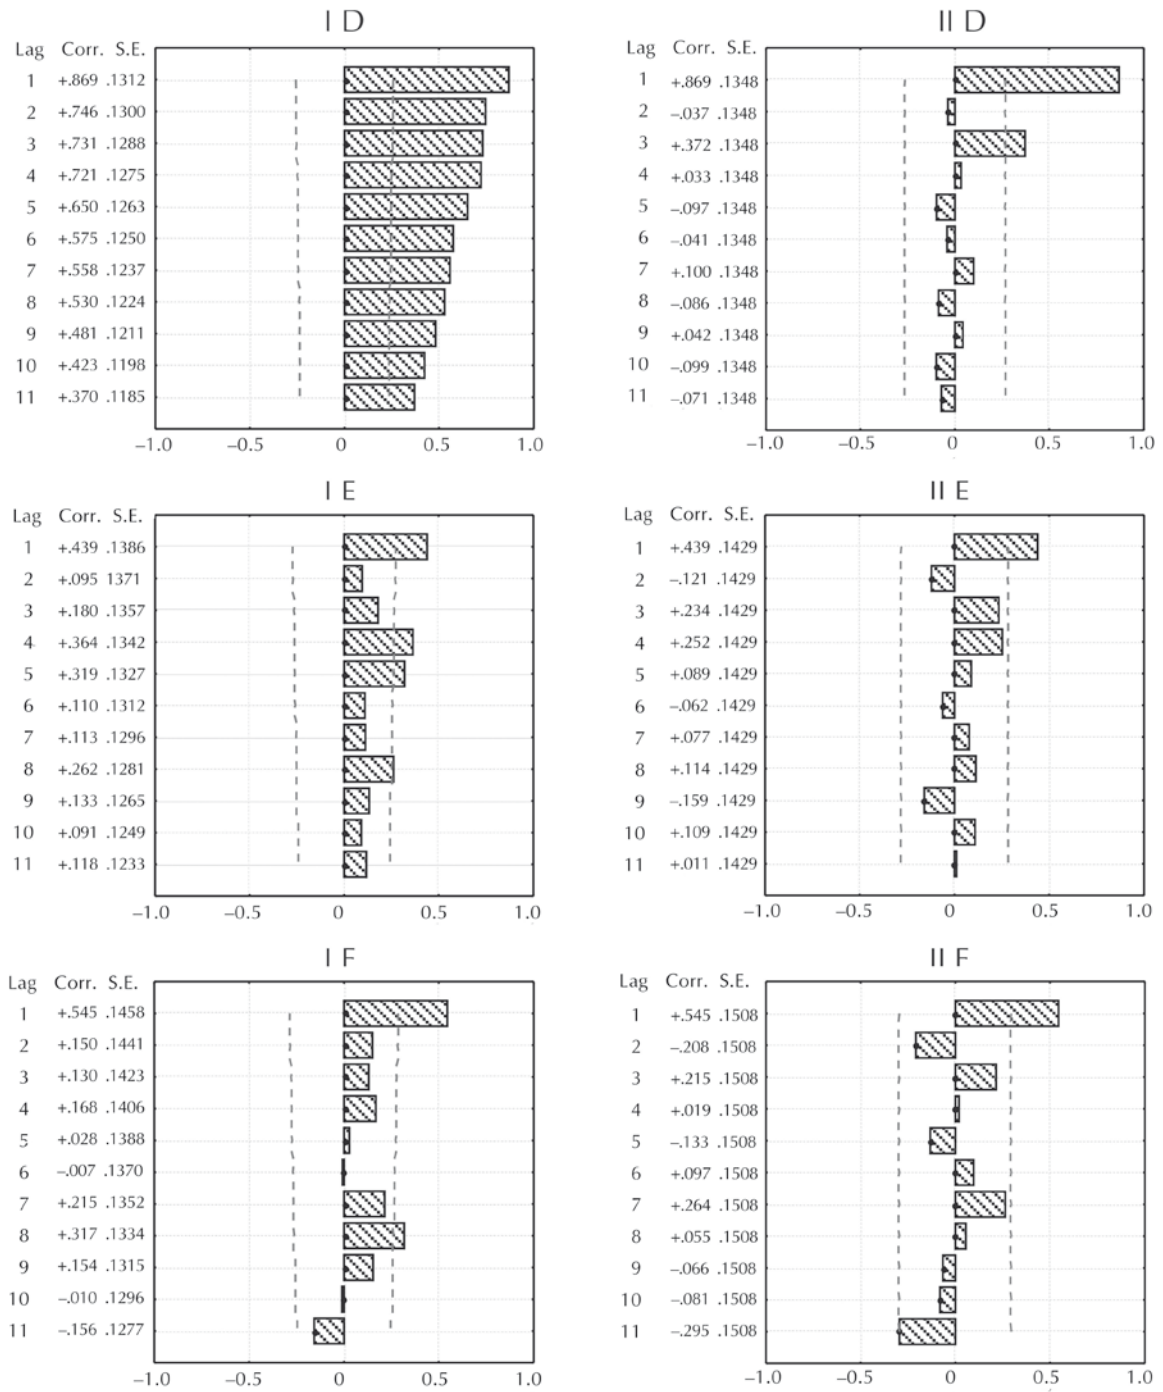 I D
Lag Corr. S.E.
1 +.869 .1312
2 +.746 .1300
3 +.731 .1288
4 +.721 .1275
5 +.650 .1263
6 +.575 .1250
7 +.558 .1237
8 +.530 .1224
9 +.481 .1211
10 +.423 .1198
11 +.370 .1185
-1.0 -0.5 0 0.5 1.0
II D
Lag Corr. S.E.
1 +.869 .1348
2 -.037 .1348
3 +.372 .1348
4 +.033 .1348
5 -.097 .1348
6 -.041 .1348
7 +.100 .1348
8 -.086 .1348
9 +.042 .1348
10 -.099 .1348
11 -.071 .1348
-1.0 -0.5 0 0.5 1.0
I E
Lag Corr. S.E.
1 +.439 .1386
2 +.095 1371
3 +.180 .1357
4 +.364 .1342
5 +.319 .1327
6 +.110 .1312
7 +.113 .1296
8 +.262 .1281
9 +.133 .1265
10 +.091 .1249
11 +.118 .1233
-1.0 -0.5 0 0.5 1.0
II E
Lag Corr. S.E.
1 +.439 .1429
2 -.121 .1429
3 +.234 .1429
4 +.252 .1429
5 +.089 .1429
6 -.062 .1429
7 +.077 .1429
8 +.114 .1429
9 -.159 .1429
10 +.109 .1429
11 +.011 .1429
-1.0 -0.5 0 0.5 1.0
I F
Lag Corr. S.E.
1 +.545 .1458
2 +.150 .1441
3 +.130 .1423
4 +.168 .1406
5 +.028 .1388
6 -.007 .1370
7 +.215 .1352
8 +.317 .1334
9 +.154 .1315
10 -.010 .1296
11 -.156 .1277
-1.0 -0.5 0 0.5 1.0
II F
Lag Corr. S.E.
1 +.545 .1508
2 -.208 .1508
3 +.215 .1508
4 +.019 .1508
5 -.133 .1508
6 +.097 .1508
7 +.264 .1508
8 +.055 .1508
9 -.066 .1508
10 -.081 .1508
11 -.295 .1508
-1.0 -0.5 0 0.5 1.0